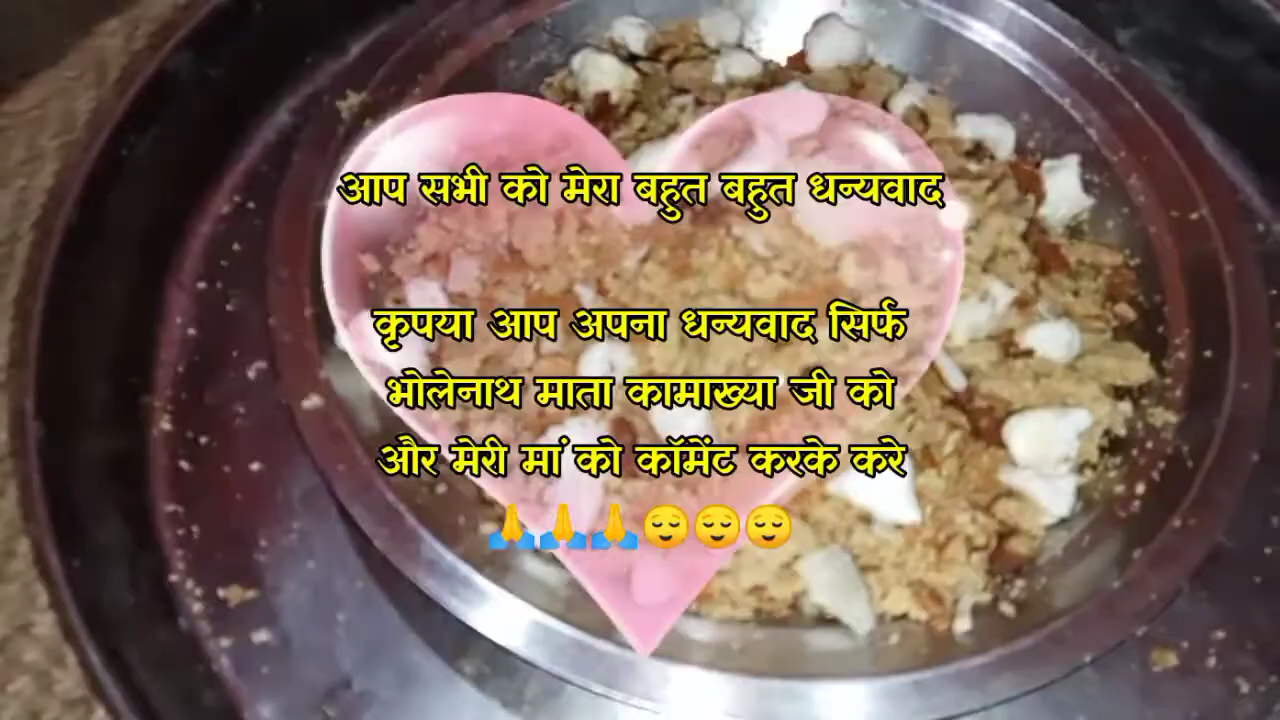 आप सभी को मेरा बहुत बहुत धन्यवाद
कृपया आप अपना धन्यवाद सिर्फ
भोलेनाथ माता कामाख्या जी को
और मेरी मां को कॉमेंट करके करे
🙏🙏🙏😌😌😌